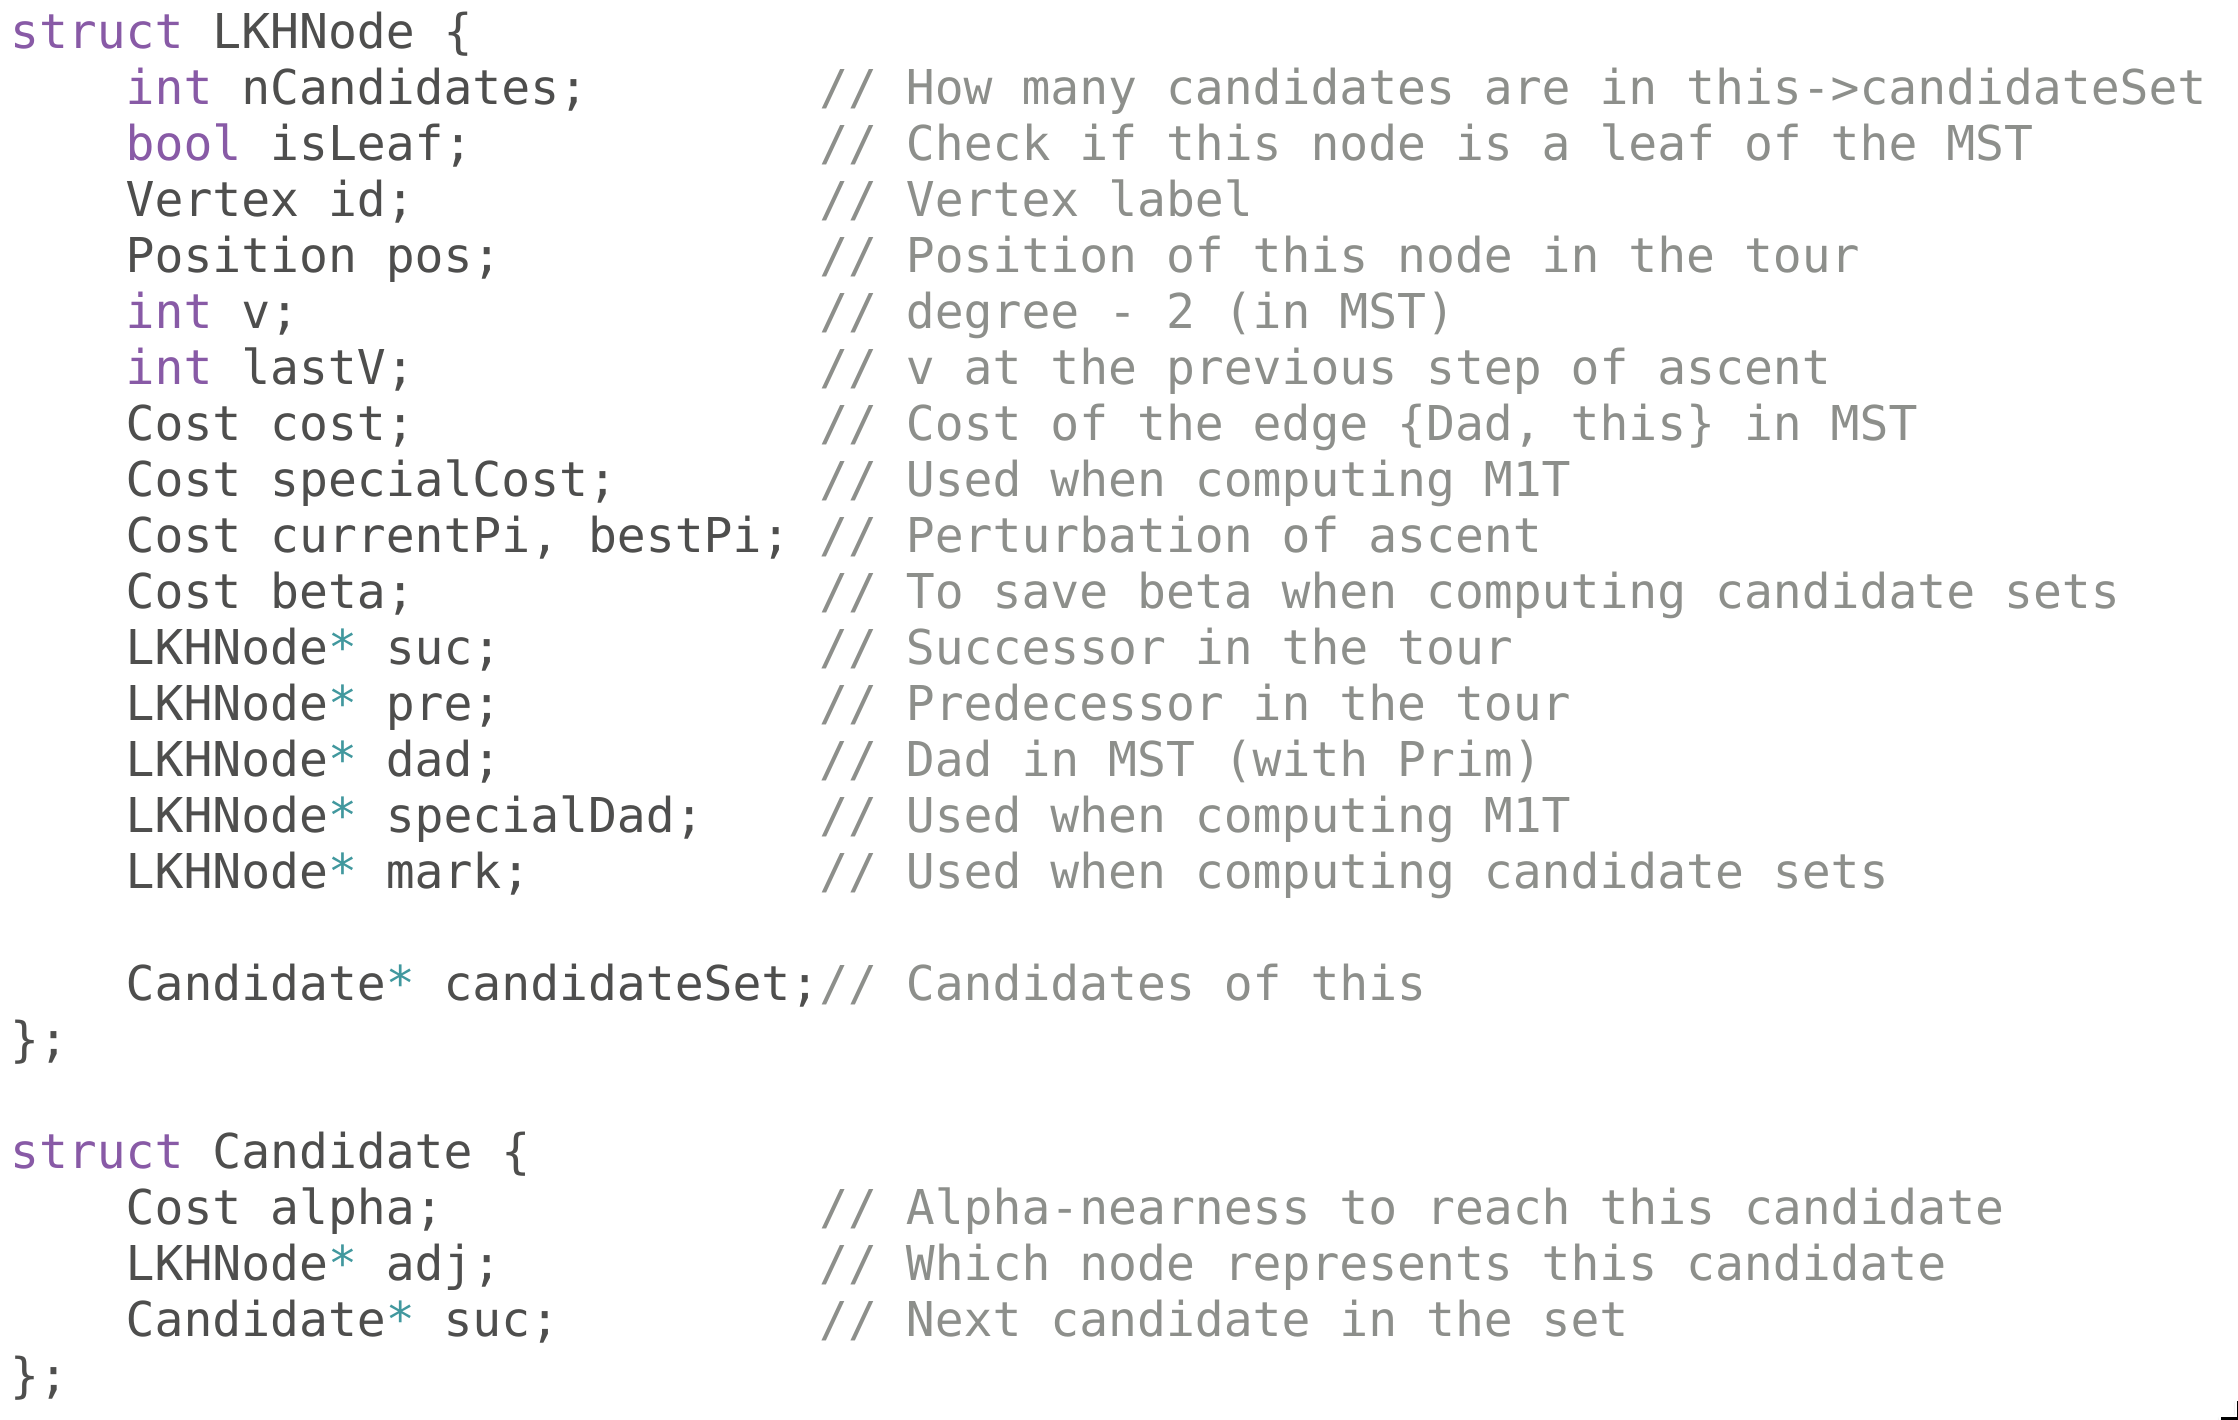 struct LKHNode {
    int nCandidates;        // How many candidates are in this->candidateSet
    bool isLeaf;            // Check if this node is a leaf of the MST
    Vertex id;              // Vertex label
    Position pos;           // Position of this node in the tour
    int v;                  // degree - 2 (in MST)
    int lastV;              // v at the previous step of ascent
    Cost cost;              // Cost of the edge {Dad, this} in MST
    Cost specialCost;       // Used when computing M1T
    Cost currentPi, bestPi; // Perturbation of ascent
    Cost beta;              // To save beta when computing candidate sets
    LKHNode* suc;           // Successor in the tour
    LKHNode* pre;           // Predecessor in the tour
    LKHNode* dad;           // Dad in MST (with Prim)
    LKHNode* specialDad;    // Used when computing M1T
    LKHNode* mark;          // Used when computing candidate sets

    Candidate* candidateSet;// Candidates of this
};

struct Candidate {
    Cost alpha;             // Alpha-nearness to reach this candidate
    LKHNode* adj;           // Which node represents this candidate
    Candidate* suc;         // Next candidate in the set
};